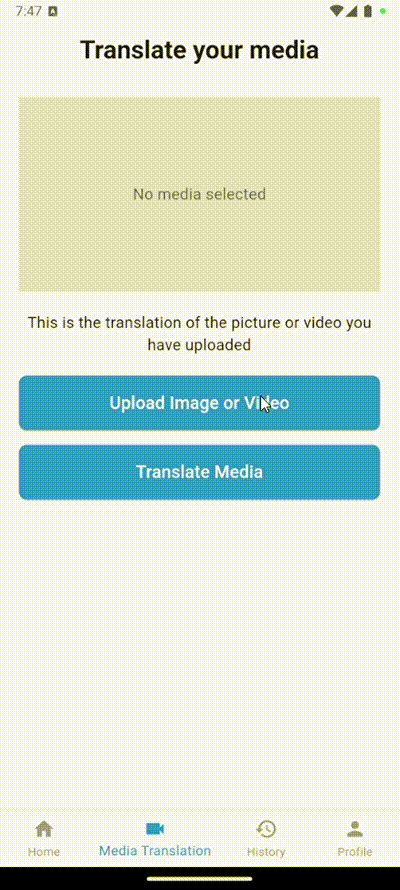 7:47 A
Translate your media
No media selected
This is the translation of the picture or video you
have uploaded
Upload Image or Video
Translate Media
Home Media Translation History Profile